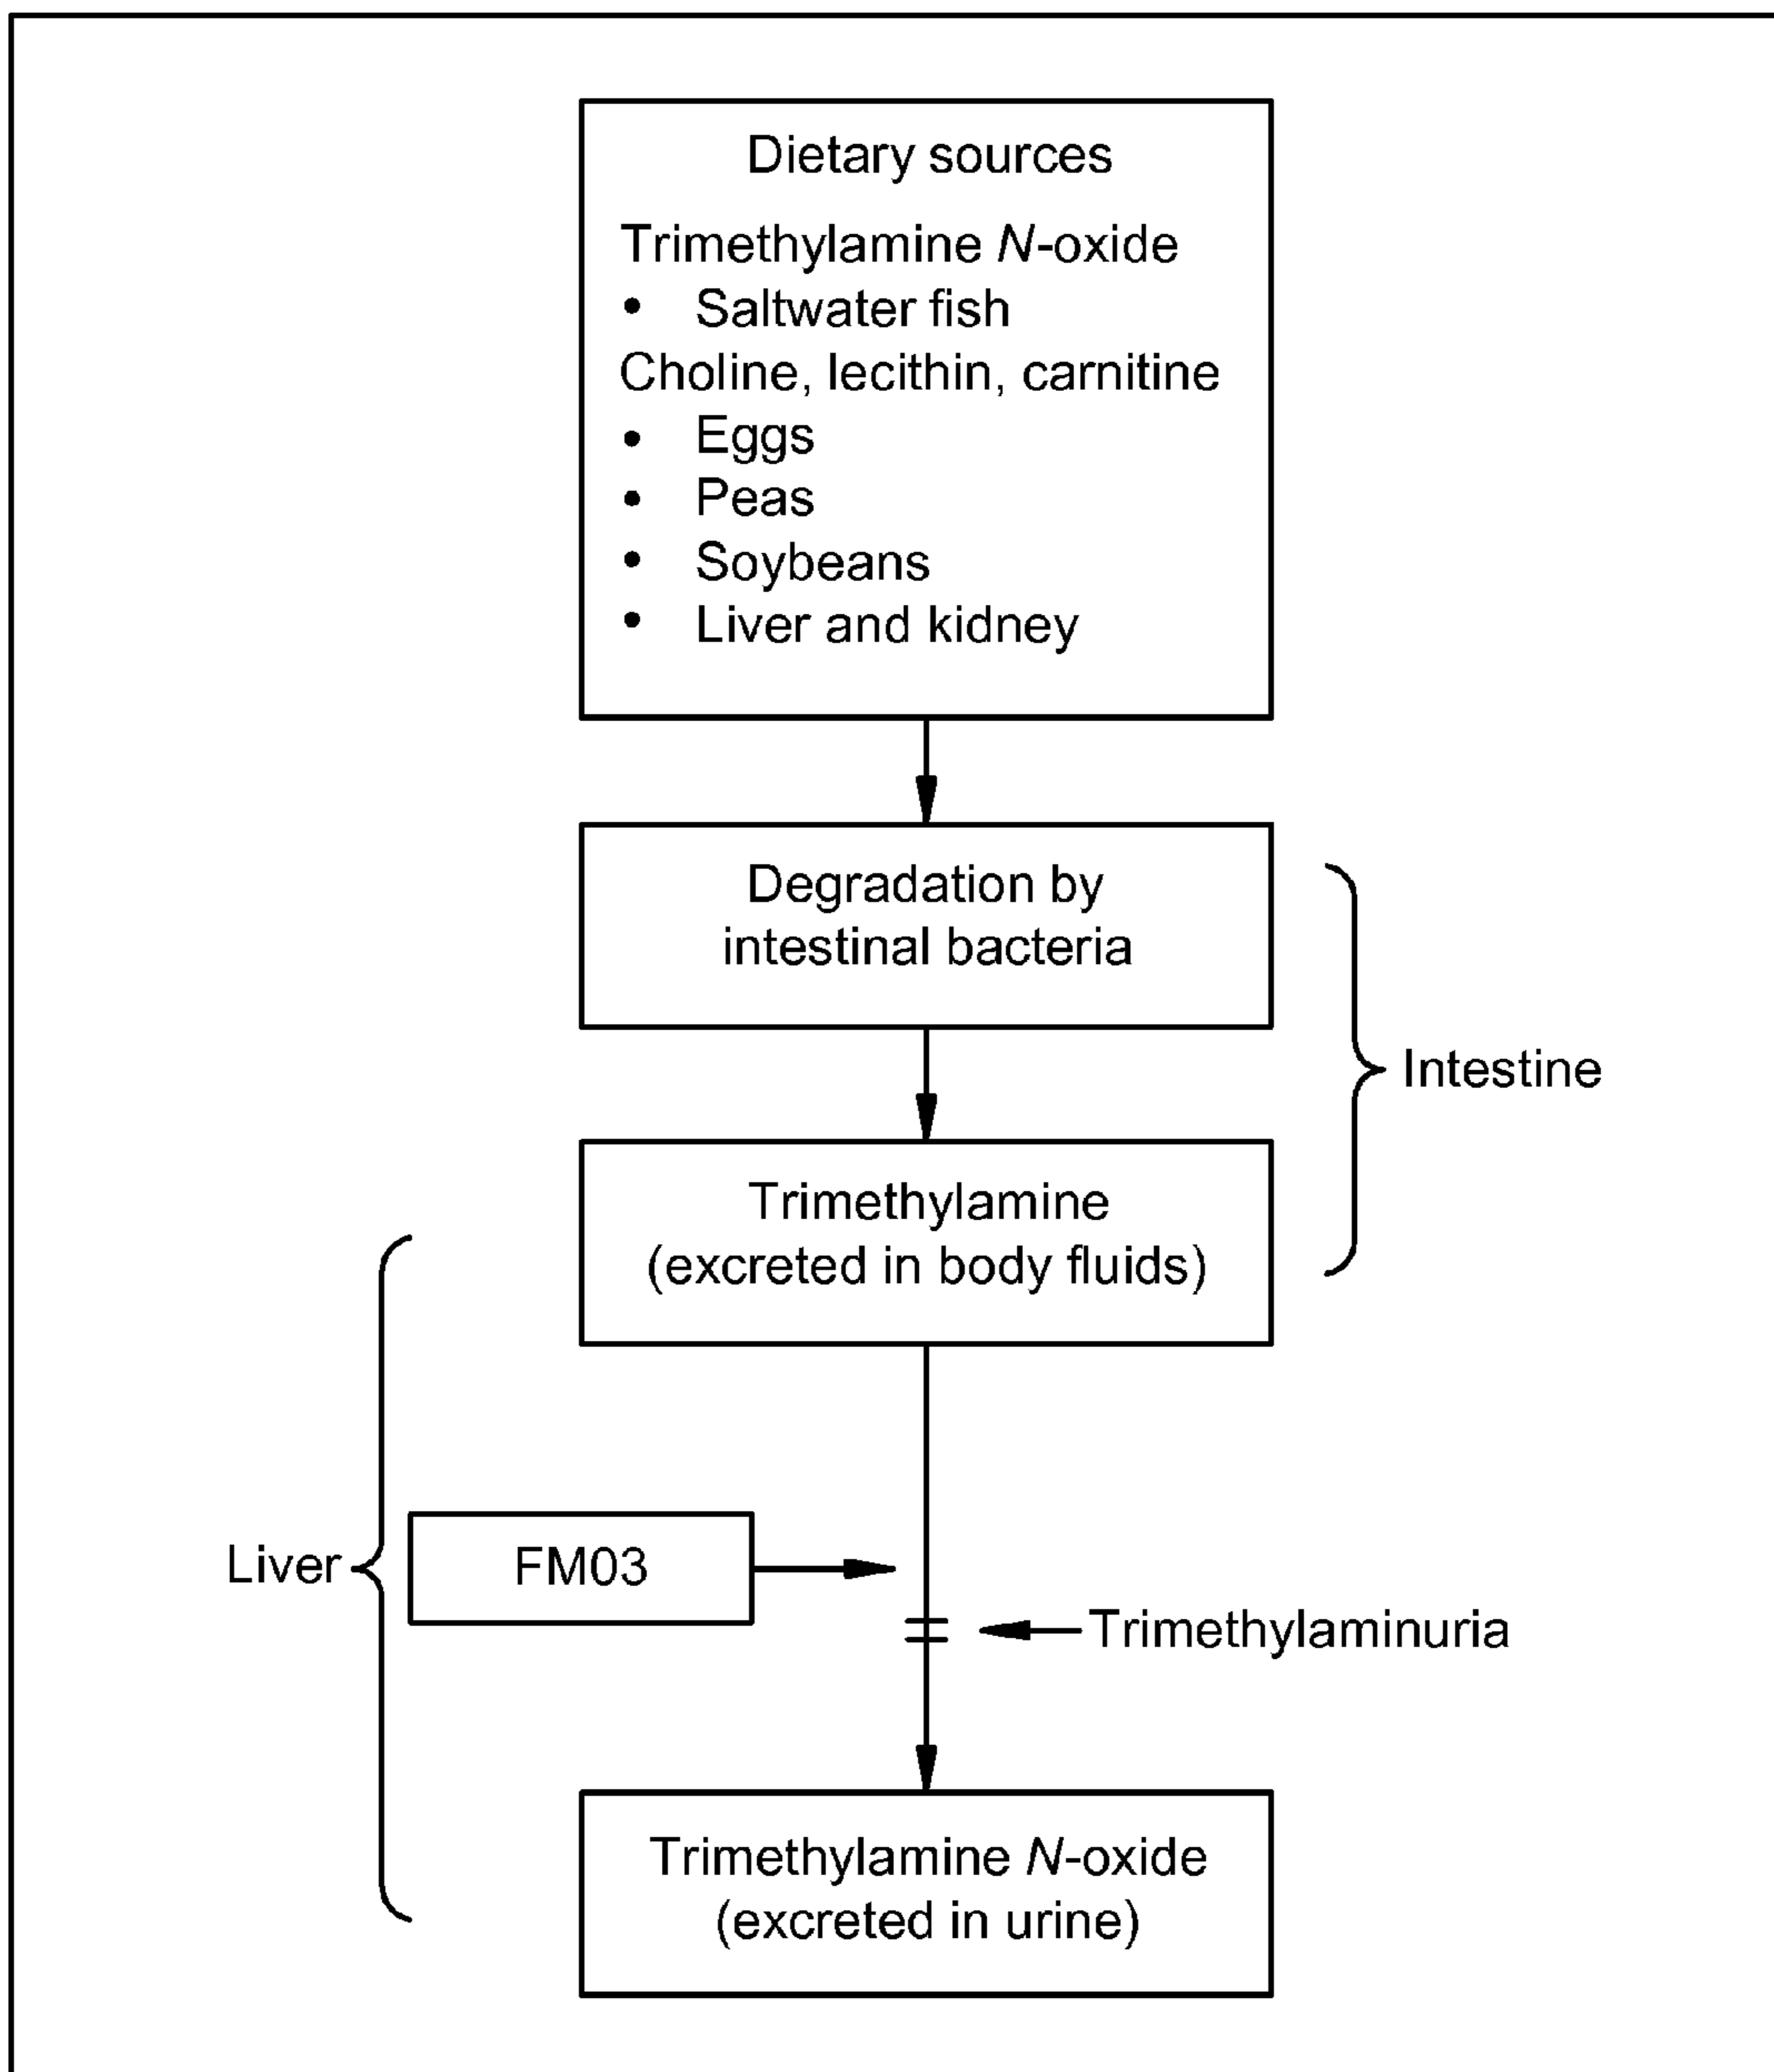 Dietary sources
Trimethylamine N-oxide
• Saltwater fish
Choline, lecithin, carnitine
• Eggs
• Peas
• Soybeans
• Liver and kidney
Degradation by
intestinal bacteria
Intestine
Trimethylamine
(excreted in body fluids)
Liver
FM03
Trimethylaminuria
Trimethylamine N-oxide
(excreted in urine)